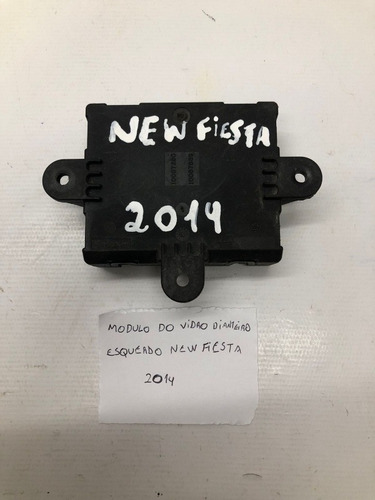 NEW FIESTA
2014
MODULO DO VIDRO DIANTEIRO
ESQUERDO NEW FIESTA
2014